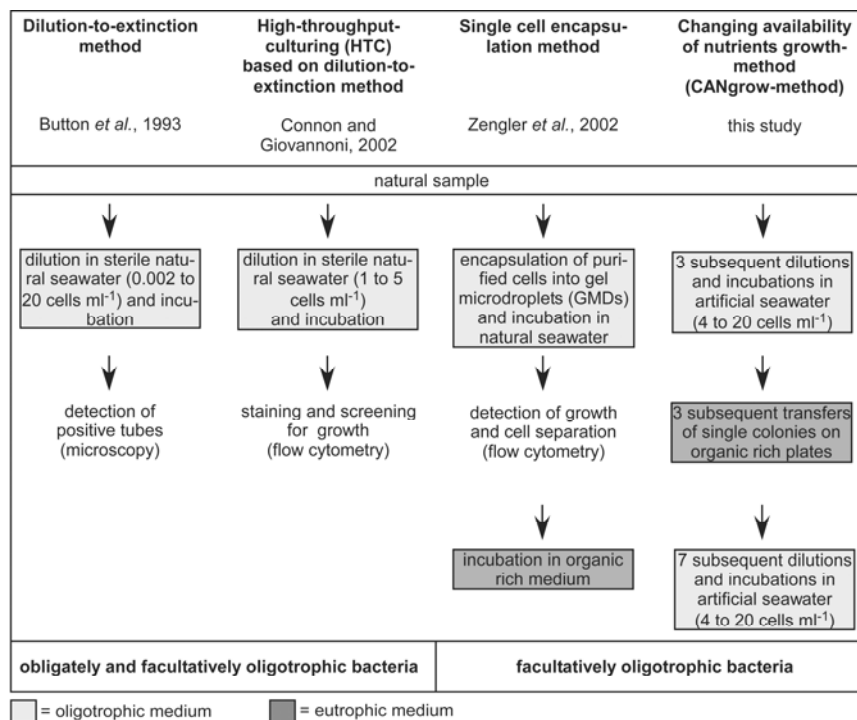 Dilution-to-extinction
method
Button et al., 1993
High-throughput-
culturing (HTC)
based on dilution-to-
extinction method
Connon and
Giovannoni, 2002
Single cell encapsu-
lation method
Zengler et al., 2002
Changing availability
of nutrients growth-
method
(CANgrow-method)
this study
natural sample
dilution in sterile natu-
ral seawater (0.002 to
20 cells ml-1) and incu-
bation
dilution in sterile natu-
ral seawater (1 to 5
cells ml-1)
and incubation
encapsulation of puri-
fied cells into gel
microdroplets (GMDs)
and incubation in
natural seawater
3 subsequent dilutions
and incubations in
artificial seawater
(4 to 20 cells ml-1)
detection of
positive tubes
(microscopy)
staining and screening
for growth
(flow cytometry)
detection of growth
and cell separation
(flow cytometry)
3 subsequent transfers
of single colonies on
organic rich plates
incubation in organic
rich medium
7 subsequent dilutions
and incubations in
artificial seawater
(4 to 20 cells ml-1)
obligately and facultatively oligotrophic bacteria
facultatively oligotrophic bacteria
= oligotrophic medium
= eutrophic medium